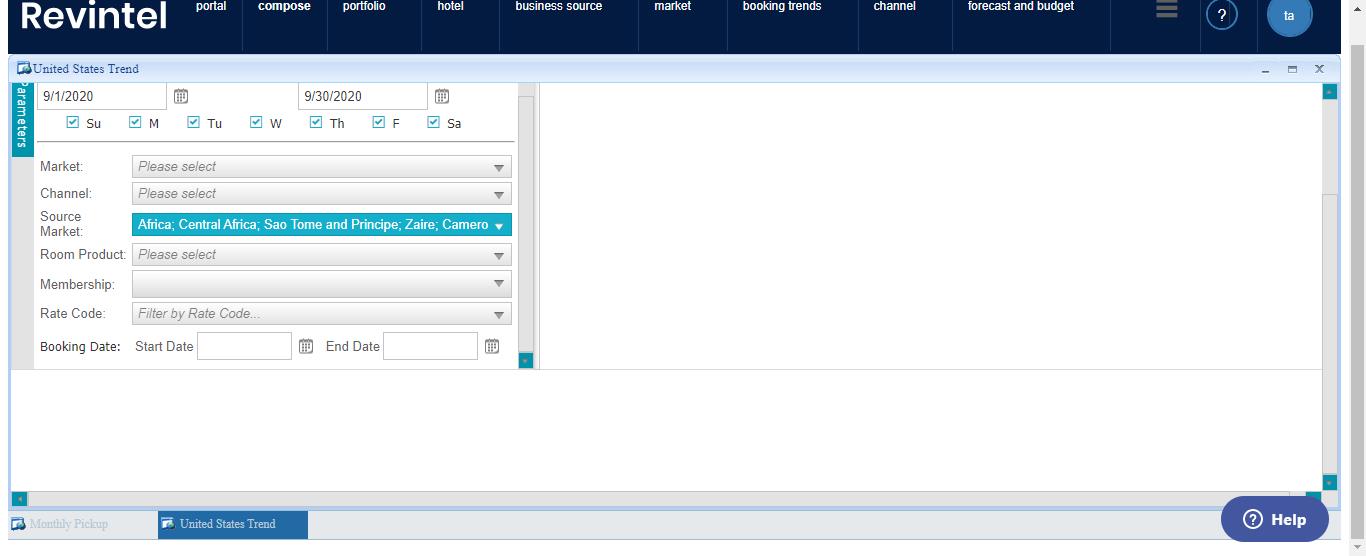 Revintel portal compose portfolio hotel business source market booking trends channel forecast and budget ? ta
United States Trend
Parameters
9/1/2020 9/30/2020
Su M Tu W Th F Sa
Market: Please select
Channel: Please select
Source Market: Africa; Central Africa; Sao Tome and Principe; Zaire; Camero
Room Product: Please select
Membership:
Rate Code: Filter by Rate Code...
Booking Date: Start Date End Date
Monthly Pickup United States Trend
? Help